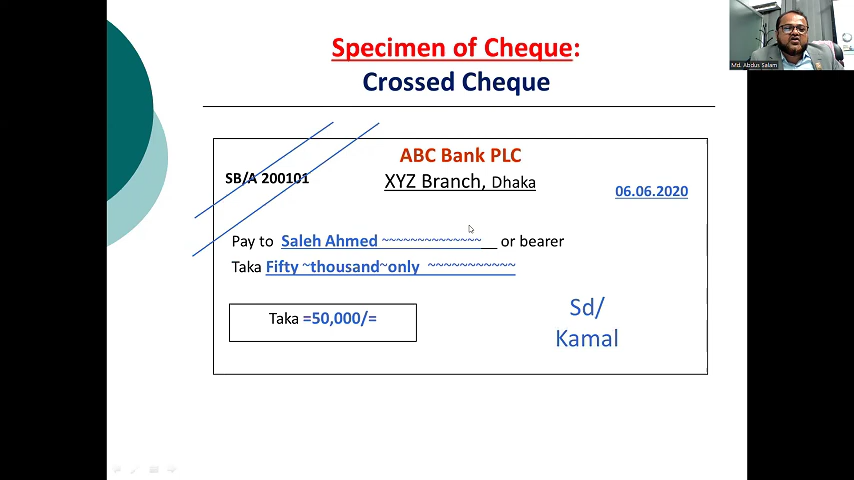 Specimen of Cheque:
Crossed Cheque
Md. Abdus Salam
ABC Bank PLC
SB/A 200101
XYZ Branch, Dhaka
06.06.2020
Pay to Saleh Ahmed ~~~~~~~~~~~~~~__ or bearer
Taka Fifty ~thousand~only ~~~~~~~~~~~
Taka =50,000/=
Sd/
Kamal